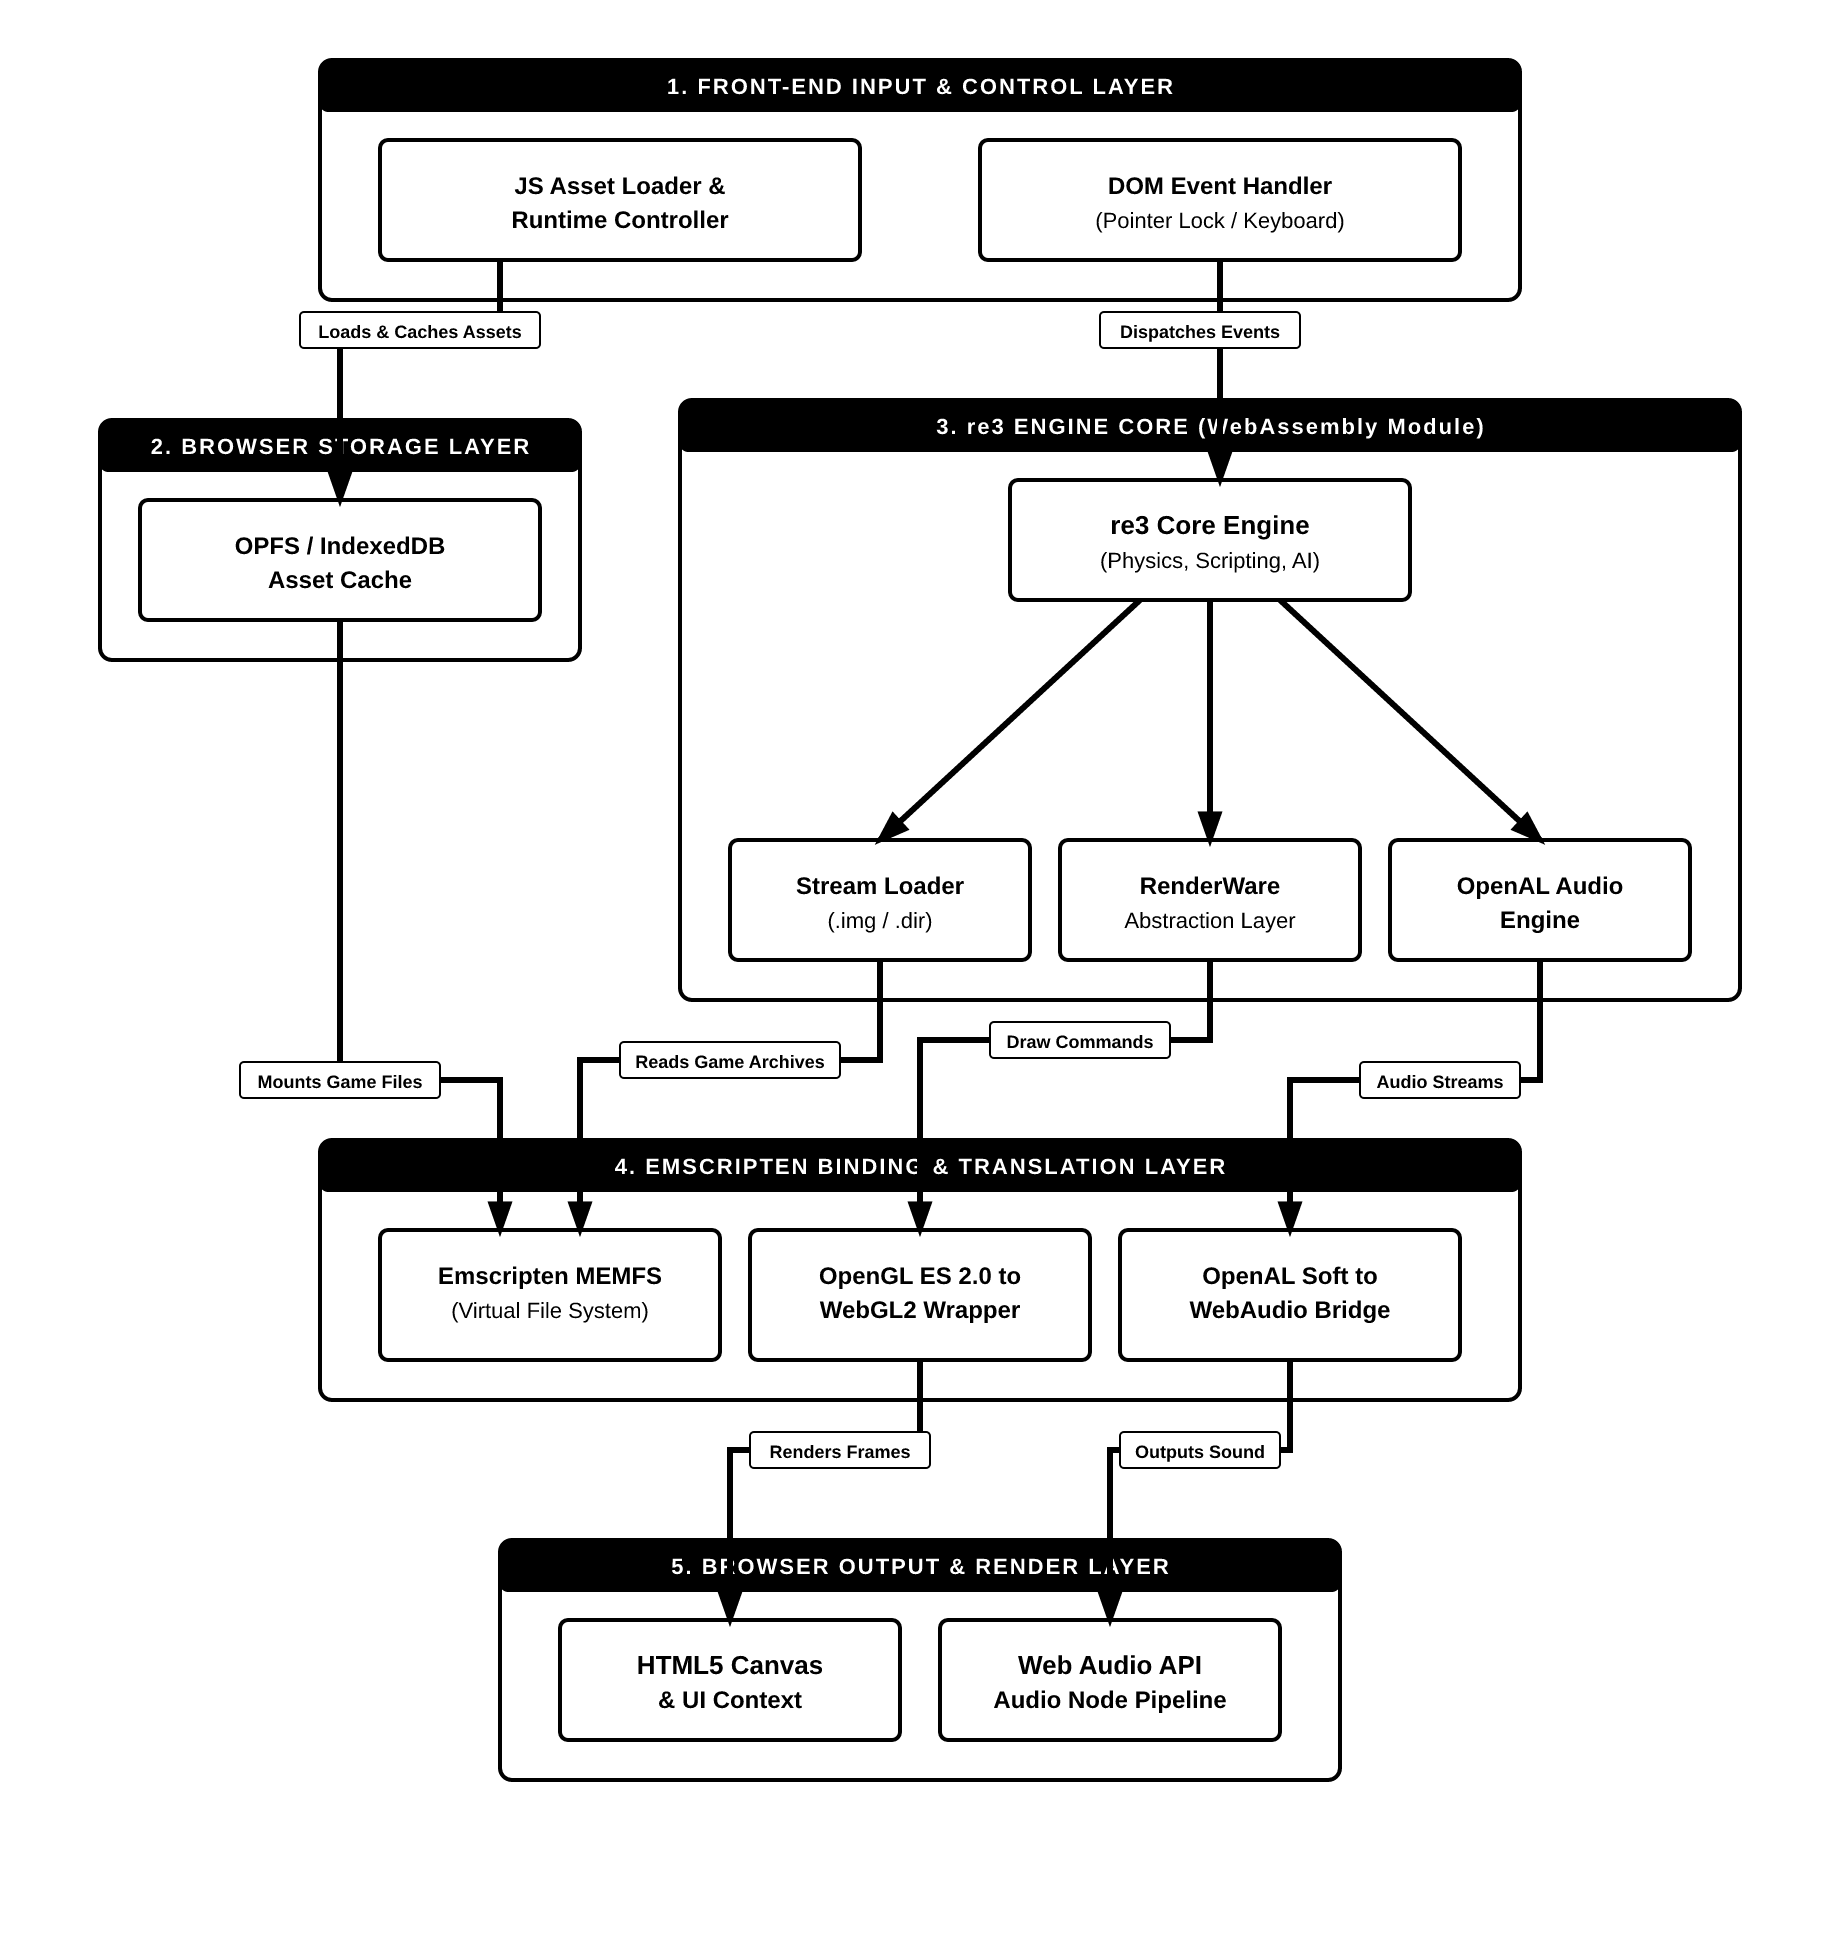 1. FRONT-END INPUT & CONTROL LAYER
JS Asset Loader &
Runtime Controller
DOM Event Handler
(Pointer Lock / Keyboard)
Loads & Caches Assets
Dispatches Events
2. BROWSER STORAGE LAYER
OPFS / IndexedDB
Asset Cache
3. re3 ENGINE CORE (WebAssembly Module)
re3 Core Engine
(Physics, Scripting, AI)
Stream Loader
(.img / .dir)
RenderWare
Abstraction Layer
OpenAL Audio
Engine
Mounts Game Files
Reads Game Archives
Draw Commands
Audio Streams
4. EMSCRIPTEN BINDING & TRANSLATION LAYER
Emscripten MEMFS
(Virtual File System)
OpenGL ES 2.0 to
WebGL2 Wrapper
OpenAL Soft to
WebAudio Bridge
Renders Frames
Outputs Sound
5. BROWSER OUTPUT & RENDER LAYER
HTML5 Canvas
& UI Context
Web Audio API
Audio Node Pipeline